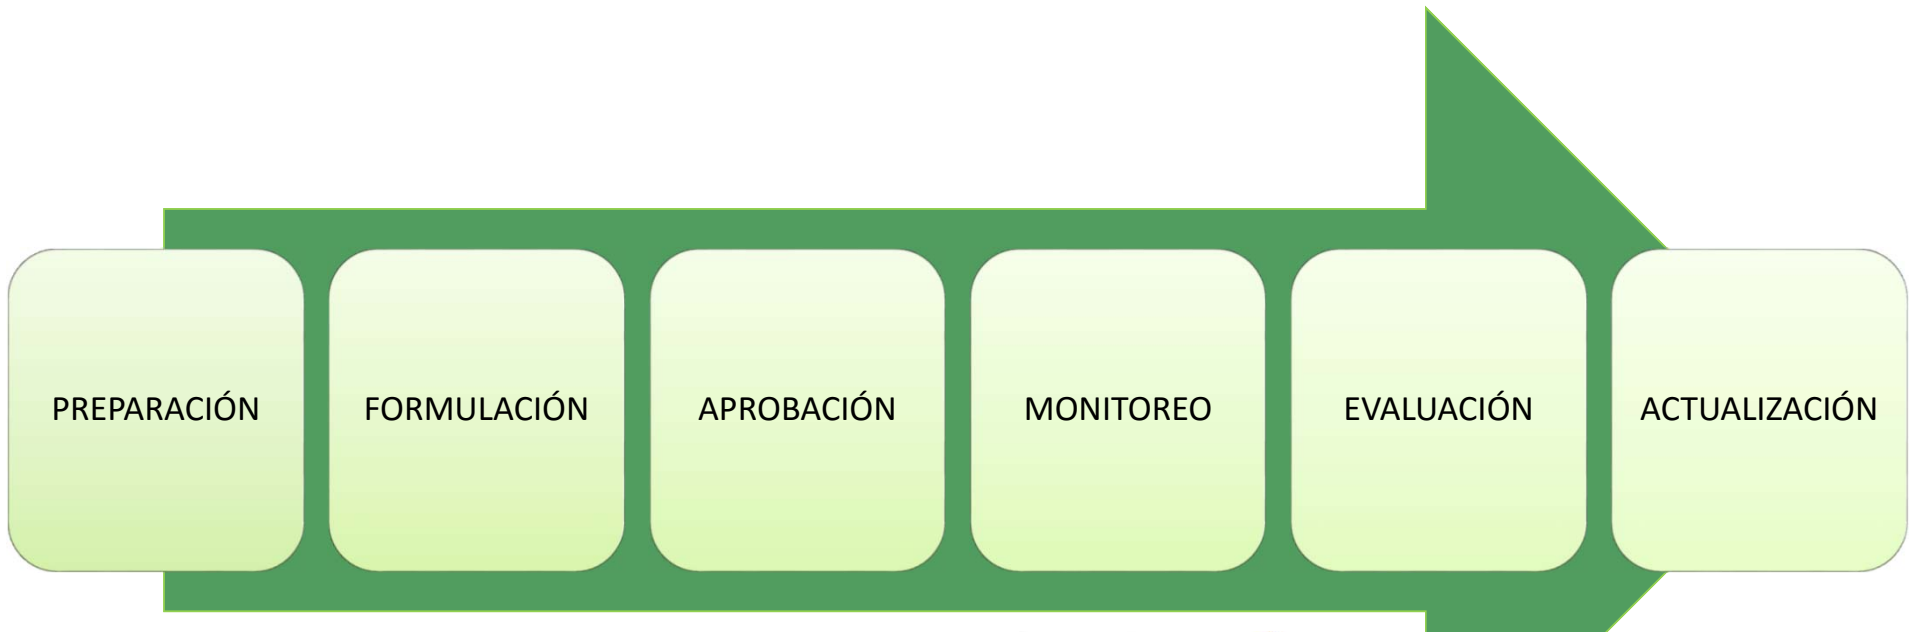 PREPARACIÓN
FORMULACIÓN
APROBACIÓN
MONITOREO
EVALUACIÓN
ACTUALIZACIÓN